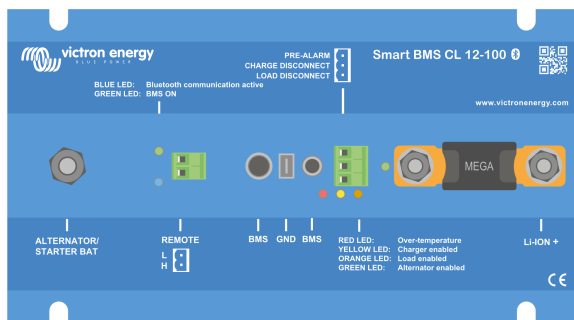 victron energy
BLUE POWER
PRE-ALARM
CHARGE DISCONNECT
LOAD DISCONNECT
Smart BMS CL 12-100
BLUE LED: Bluetooth communication active
GREEN LED: BMS ON
www.victronenergy.com
MEGA
ALTERNATOR/
STARTER BAT
REMOTE
L
H
BMS GND BMS
RED LED: Over-temperature
YELLOW LED: Charger enabled
ORANGE LED: Load enabled
GREEN LED: Alternator enabled
Li-ION +
CE